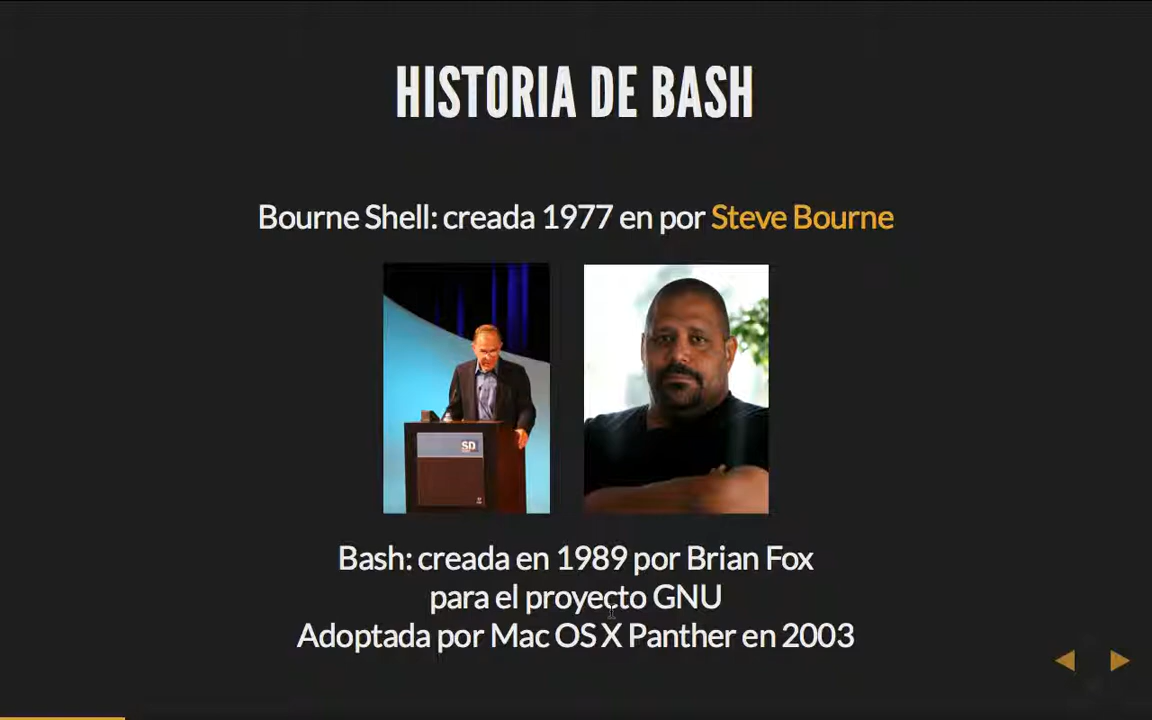 HISTORIA DE BASH
Bourne Shell: creada 1977 en por Steve Bourne
SD
Bash: creada en 1989 por Brian Fox
para el proyecto GNU
Adoptada por Mac OS X Panther en 2003